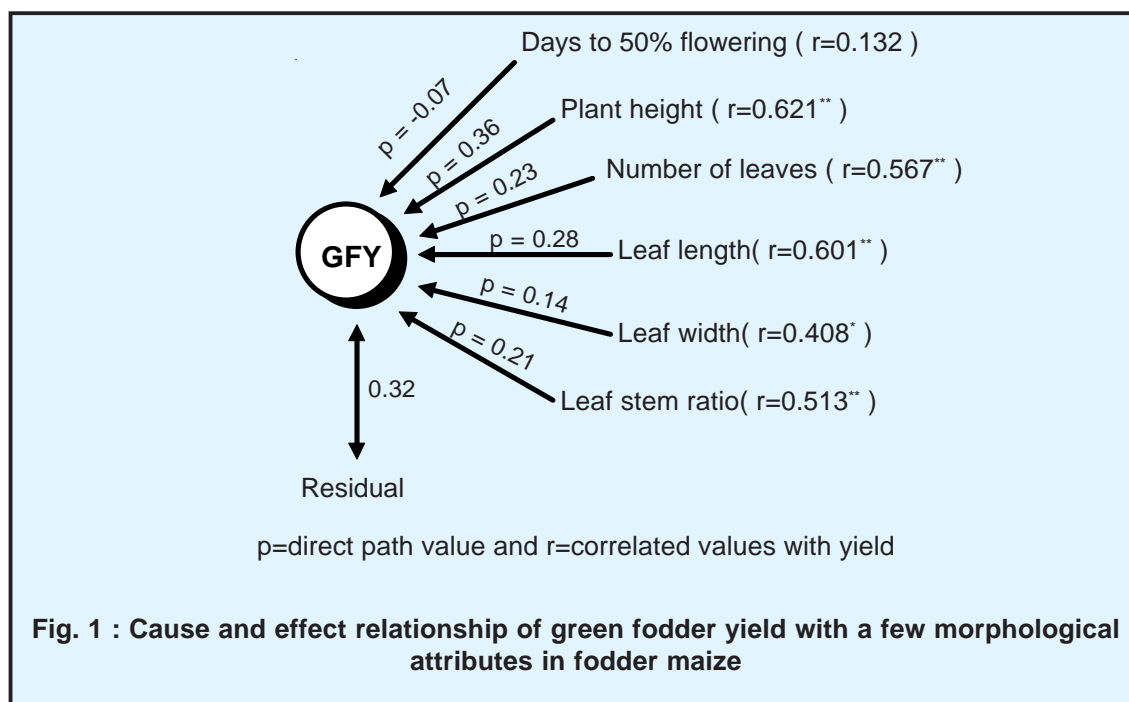 Days to 50% flowering ( r=0.132 )
p = -0.07
Plant height ( r=0.621** )
p = 0.36
Number of leaves ( r=0.567** )
p = 0.23
GFY
p = 0.28
Leaf length( r=0.601** )
p = 0.14
Leaf width( r=0.408* )
p = 0.21
Leaf stem ratio( r=0.513** )
0.32
Residual
p=direct path value and r=correlated values with yield
Fig. 1 : Cause and effect relationship of green fodder yield with a few morphological
attributes in fodder maize